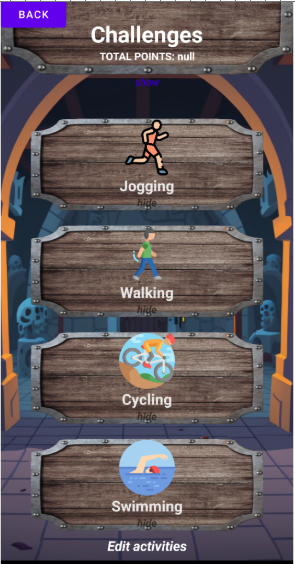 BACK
Challenges
TOTAL POINTS: null
show
Jogging
hide
Walking
hide
Cycling
hide
Swimming
hide
Edit activities